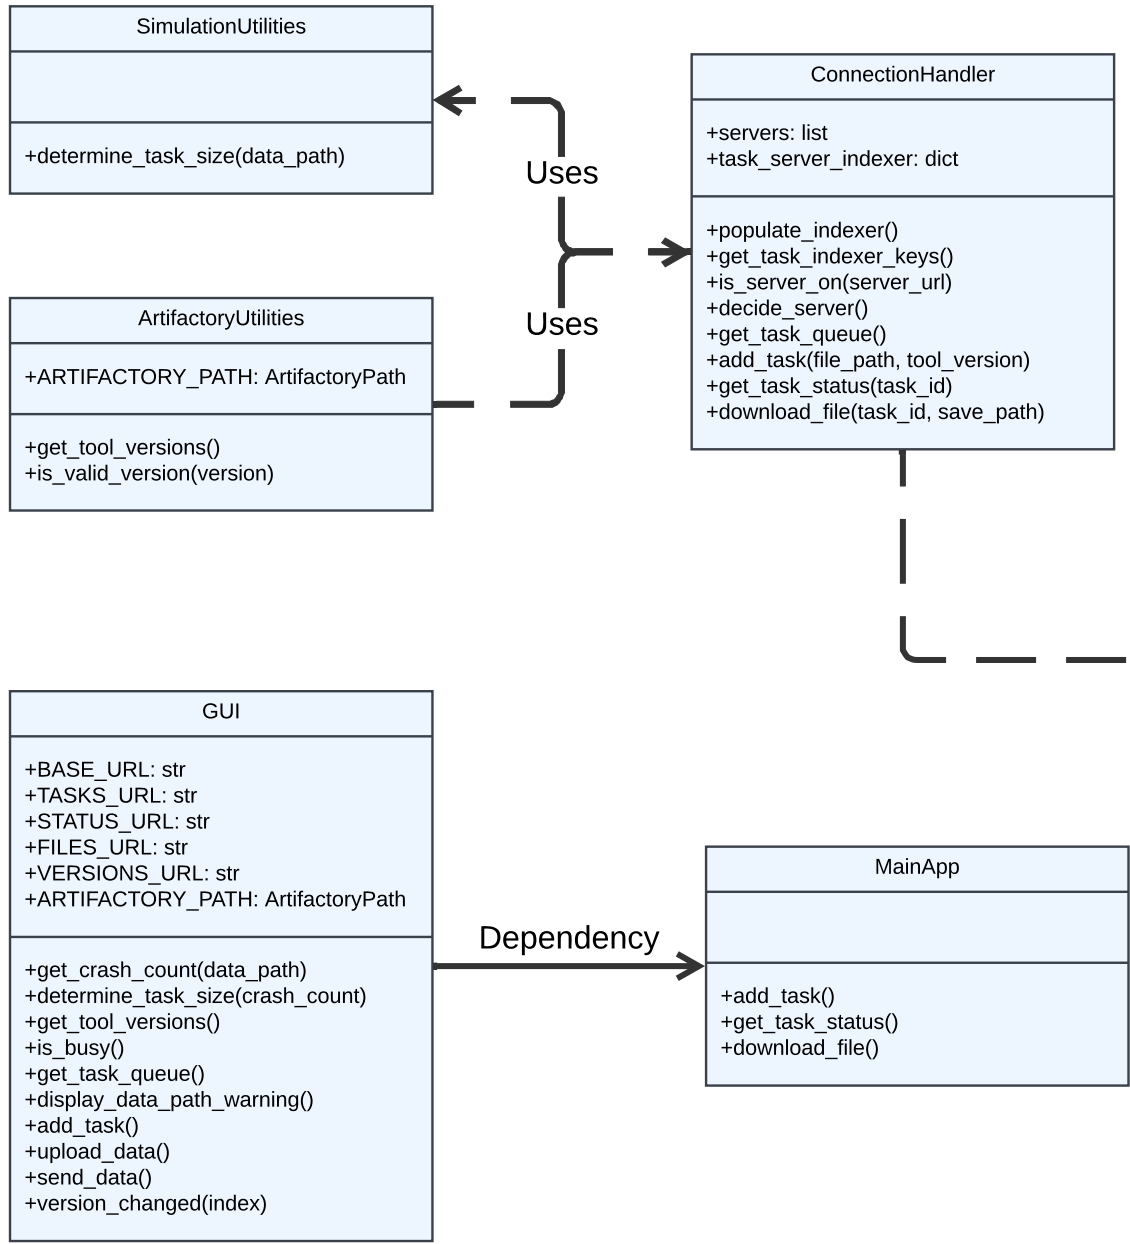 SimulationUtilities
+determine_task_size(data_path)
Uses
ConnectionHandler
+servers: list
+task_server_indexer: dict
+populate_indexer()
+get_task_indexer_keys()
+is_server_on(server_url)
+decide_server()
+get_task_queue()
+add_task(file_path, tool_version)
+get_task_status(task_id)
+download_file(task_id, save_path)
ArtifactoryUtilities
+ARTIFACTORY_PATH: ArtifactoryPath
+get_tool_versions()
+is_valid_version(version)
Uses
GUI
+BASE_URL: str
+TASKS_URL: str
+STATUS_URL: str
+FILES_URL: str
+VERSIONS_URL: str
+ARTIFACTORY_PATH: ArtifactoryPath
+get_crash_count(data_path)
+determine_task_size(crash_count)
+get_tool_versions()
+is_busy()
+get_task_queue()
+display_data_path_warning()
+add_task()
+upload_data()
+send_data()
+version_changed(index)
Dependency
MainApp
+add_task()
+get_task_status()
+download_file()